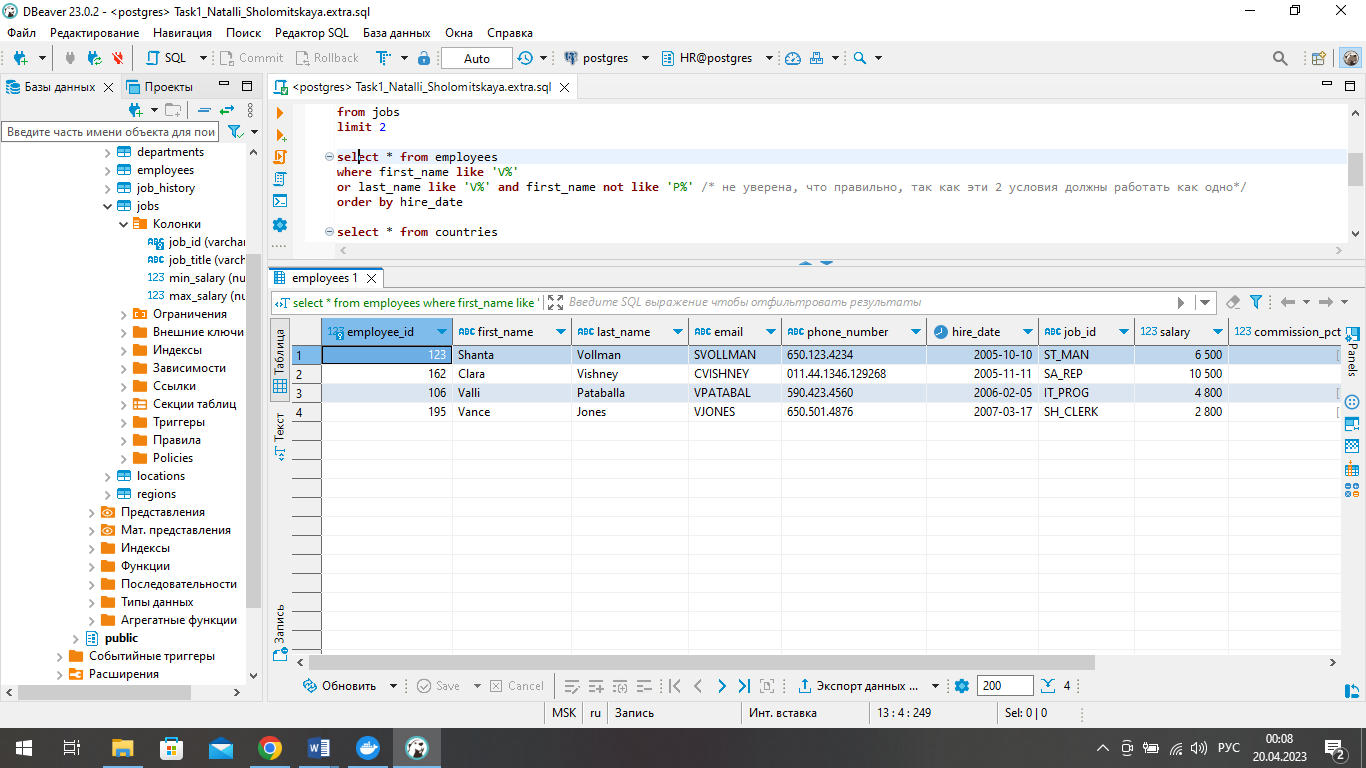 DBeaver 23.0.2 - <postgres> Task1_Natalli_Sholomitskaya.extra.sql
Файл Редактирование Навигация Поиск Редактор SQL База данных Окна Справка
SQL Commit Rollback Auto postgres HR@postgres
Базы данных Проекты
<postgres> Task1_Natalli_Sholomitskaya.extra.sql
Введите часть имени объекта для пои
departments
employees
job_history
jobs
Колонки
job_id (varchar
job_title (varch
min_salary (nu
max_salary (nu
Ограничения
Внешние ключи
Индексы
Зависимости
Ссылки
Секции таблиц
Триггеры
Правила
Policies
locations
regions
Представления
Мат. представления
Индексы
Функции
Последовательности
Типы данных
Агрегатные функции
public
Событийные триггеры
Расширения
from jobs
limit 2
select * from employees
where first_name like 'V%'
or last_name like 'V%' and first_name not like 'P%' /* не уверена, что правильно, так как эти 2 условия должны работать как одно*/
order by hire_date
select * from countries
employees 1
select * from employees where first_name like '
Введите SQL выражение чтобы отфильтровать результаты
Таблица
Текст
Запись
Panels
employee_id first_name last_name email phone_number hire_date job_id salary commission_pct
1 123 Shanta Vollman SVOLLMAN 650.123.4234 2005-10-10 ST_MAN 6 500 [
2 162 Clara Vishney CVISHNEY 011.44.1346.129268 2005-11-11 SA_REP 10 500
3 106 Valli Pataballa VPATABAL 590.423.4560 2006-02-05 IT_PROG 4 800 [
4 195 Vance Jones VJONES 650.501.4876 2007-03-17 SH_CLERK 2 800 [
Обновить Save Cancel Экспорт данных ... 200 4
MSK ru Запись Инт. вставка 13 : 4 : 249 Sel: 0 | 0
РУС
00:08
20.04.2023
2